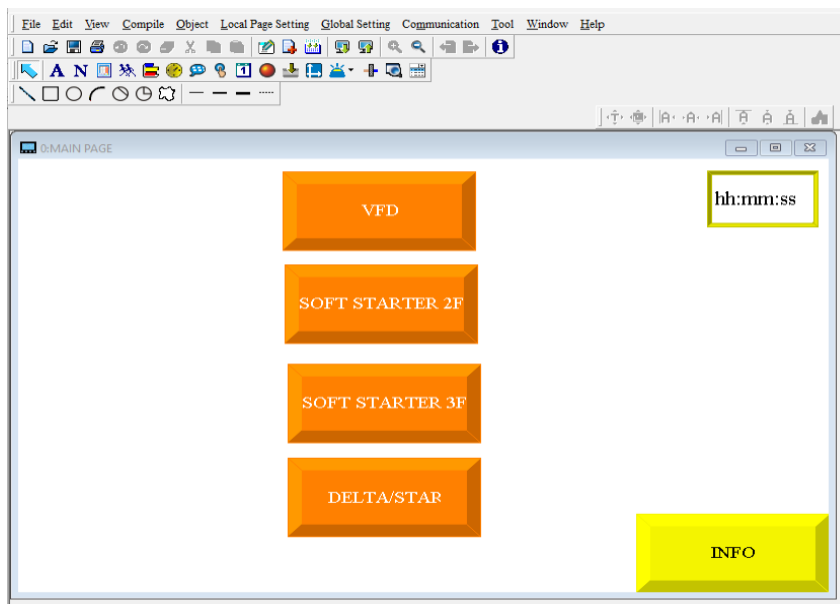 File Edit View Compile Object Local Page Setting Global Setting Communication Tool Window Help
0:MAIN PAGE
VFD
hh:mm:ss
SOFT STARTER 2F
SOFT STARTER 3F
DELTA/STAR
INFO